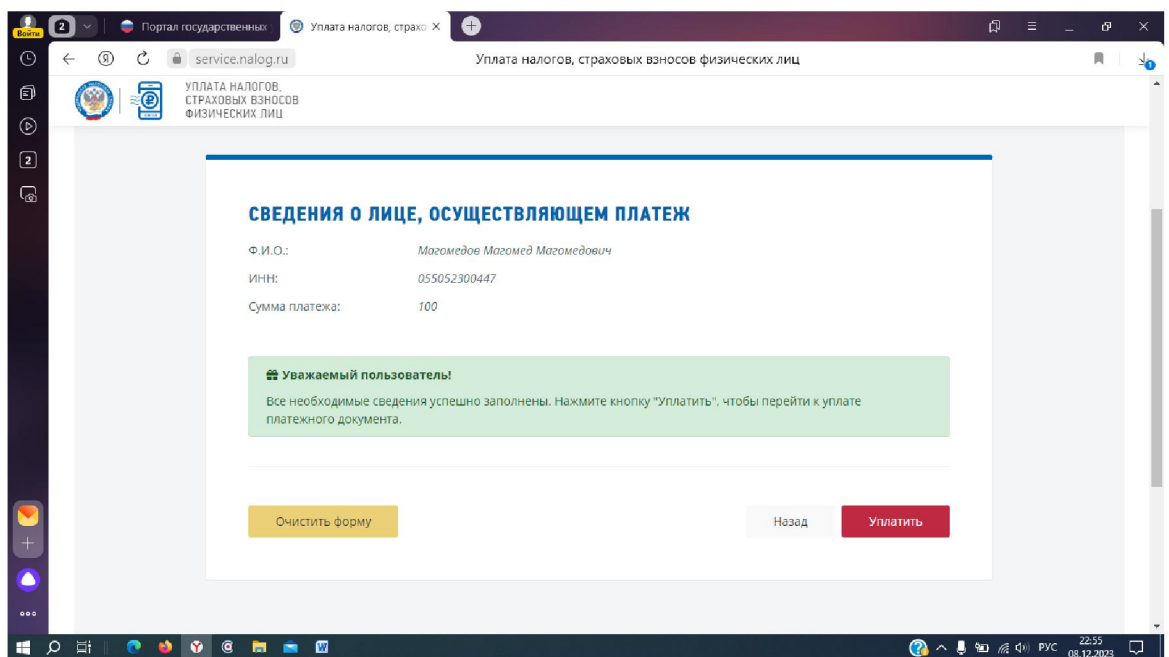 Войти
2
Портал государственных
Уплата налогов, страхо
service.nalog.ru
Уплата налогов, страховых взносов физических лиц
1
2
УПЛАТА НАЛОГОВ,
СТРАХОВЫХ ВЗНОСОВ
ФИЗИЧЕСКИХ ЛИЦ
СВЕДЕНИЯ О ЛИЦЕ, ОСУЩЕСТВЛЯЮЩЕМ ПЛАТЕЖ
Ф.И.О.: Магомедов Магомед Магомедович
ИНН: 055052300447
Сумма платежа: 100
Уважаемый пользователь!
Все необходимые сведения успешно заполнены. Нажмите кнопку "Уплатить", чтобы перейти к уплате
платежного документа.
Очистить форму
Назад
Уплатить
РУС
22:55
08.12.2023